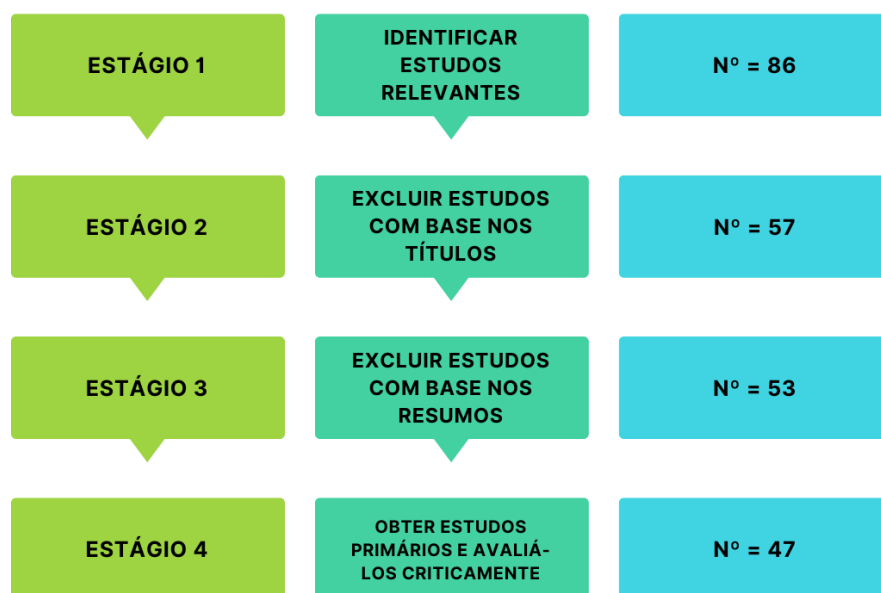 ESTÁGIO 1
IDENTIFICAR
ESTUDOS
RELEVANTES
Nº = 86
ESTÁGIO 2
EXCLUIR ESTUDOS
COM BASE NOS
TÍTULOS
Nº = 57
ESTÁGIO 3
EXCLUIR ESTUDOS
COM BASE NOS
RESUMOS
Nº = 53
ESTÁGIO 4
OBTER ESTUDOS
PRIMÁRIOS E AVALIÁ-
LOS CRITICAMENTE
Nº = 47